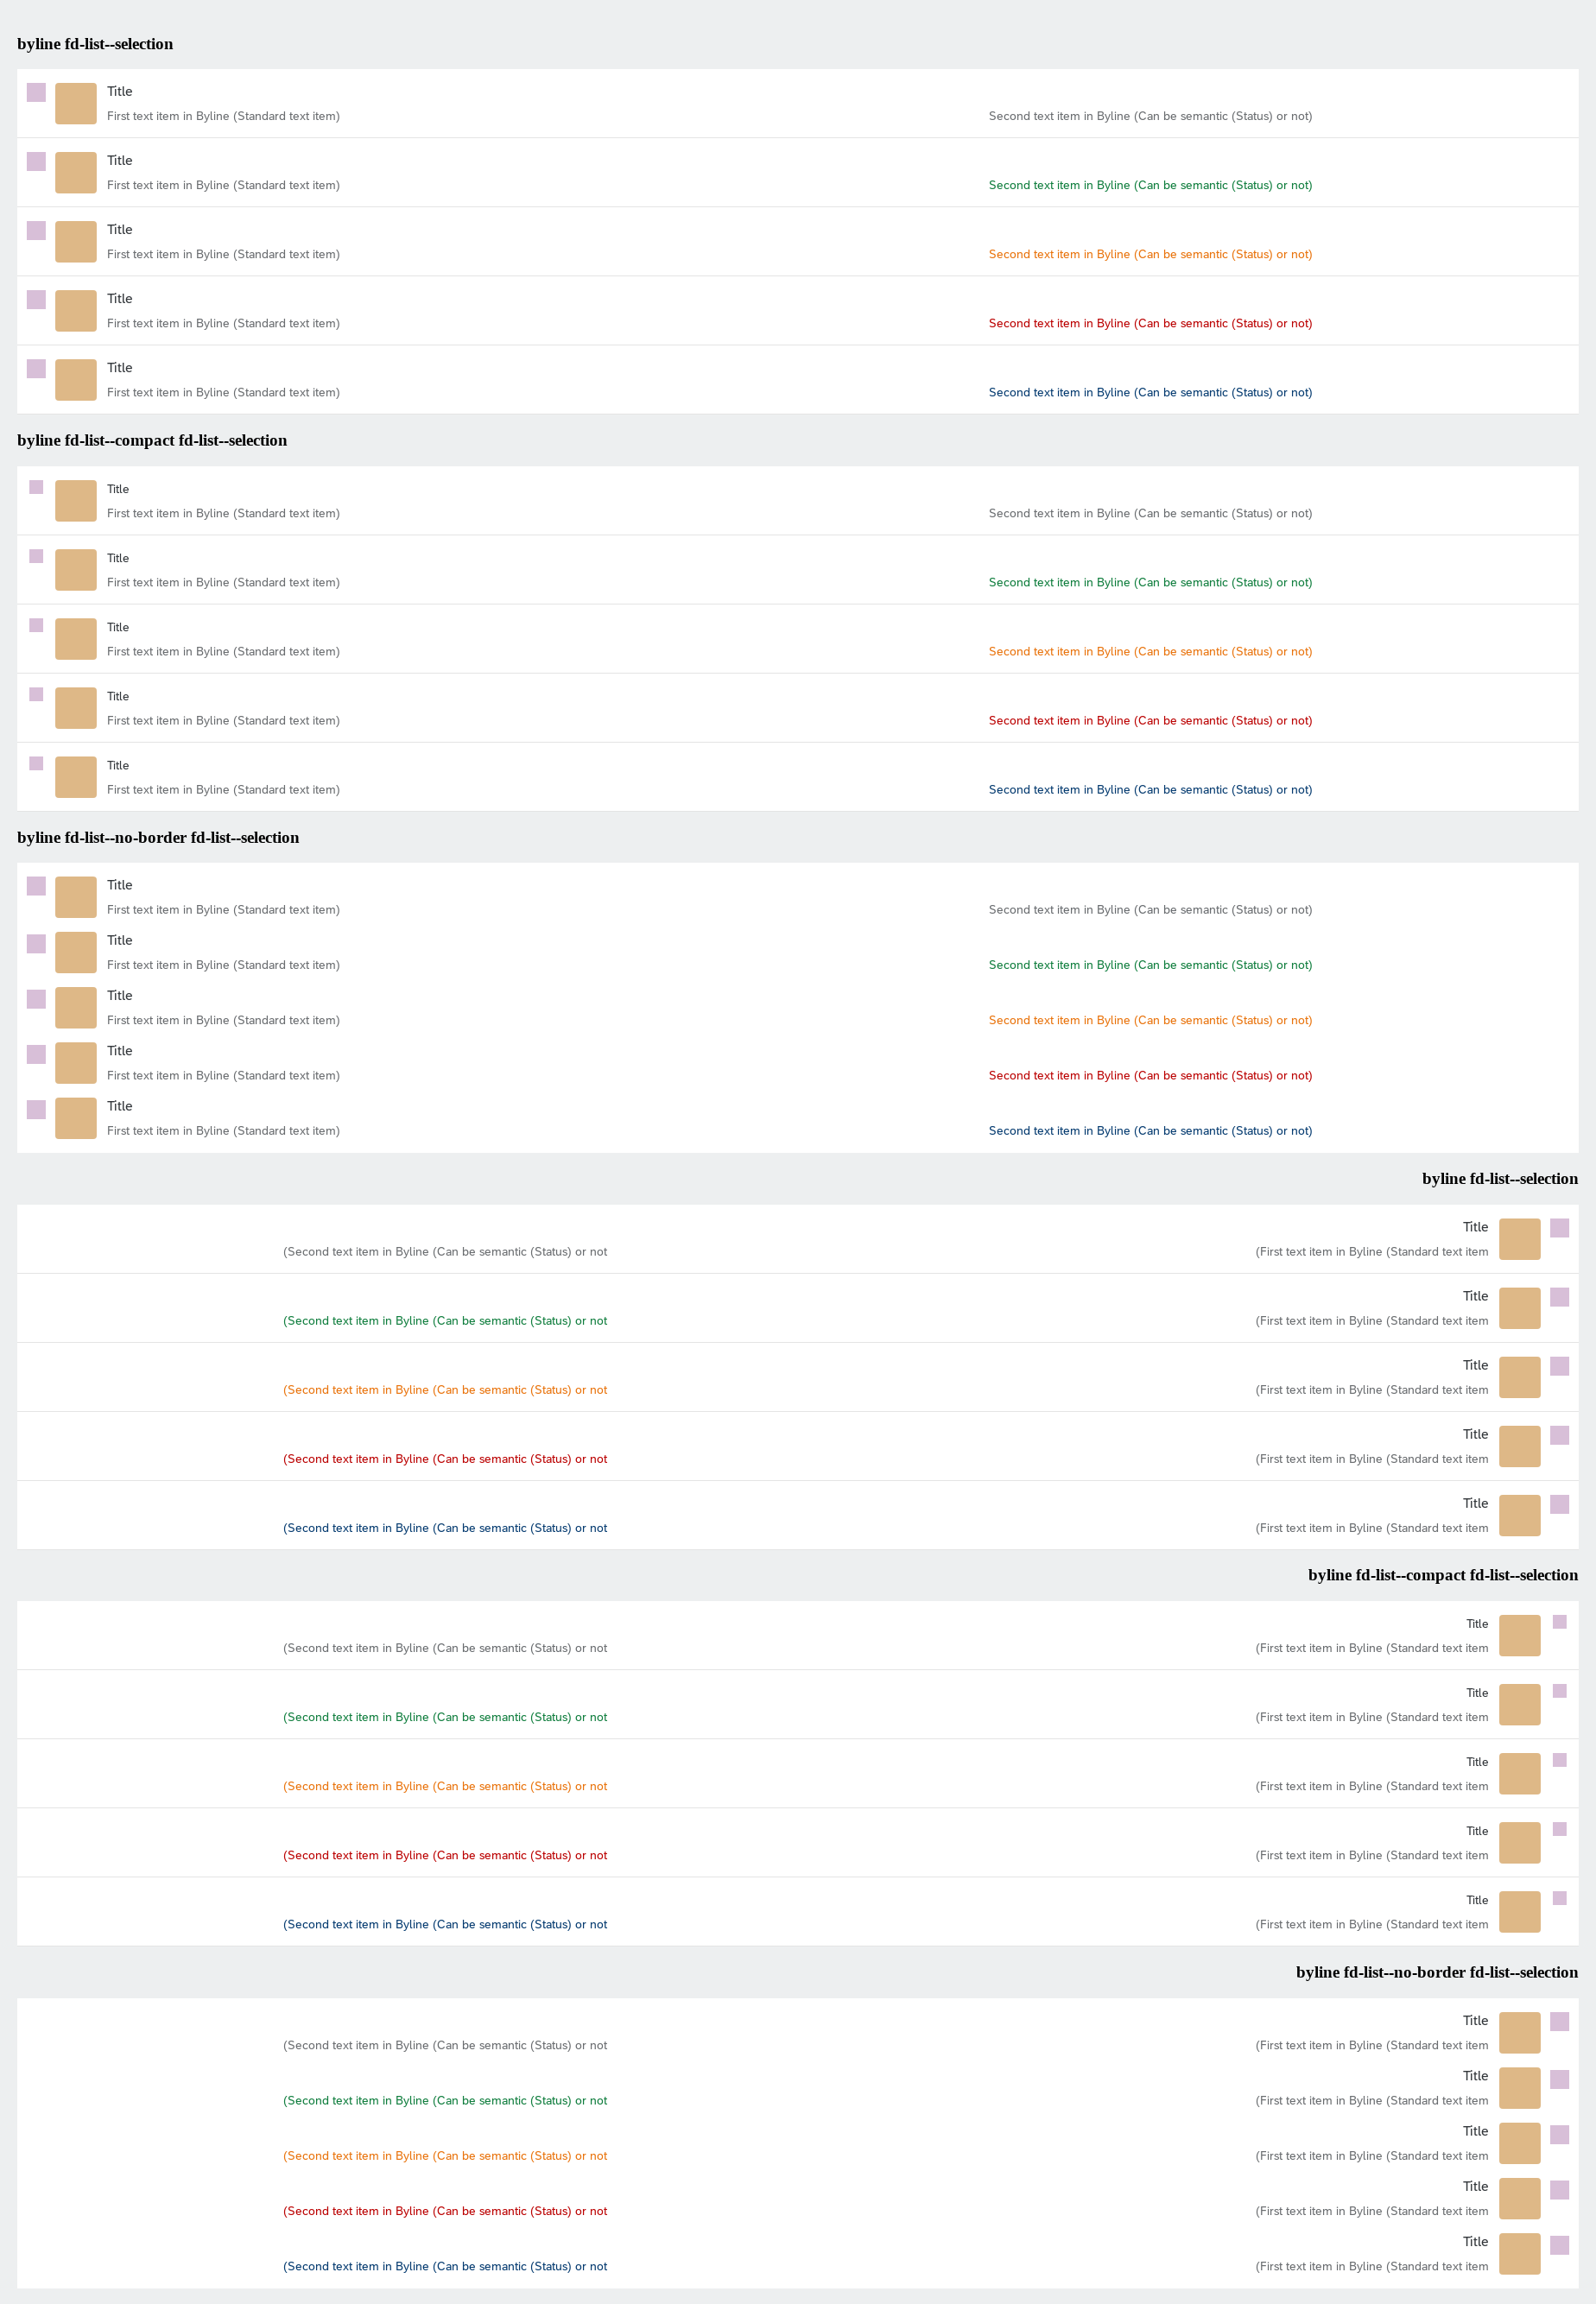 byline fd-list--selection
Title
First text item in Byline (Standard text item) Second text item in Byline (Can be semantic (Status) or not)
Title
First text item in Byline (Standard text item) Second text item in Byline (Can be semantic (Status) or not)
Title
First text item in Byline (Standard text item) Second text item in Byline (Can be semantic (Status) or not)
Title
First text item in Byline (Standard text item) Second text item in Byline (Can be semantic (Status) or not)
Title
First text item in Byline (Standard text item) Second text item in Byline (Can be semantic (Status) or not)
byline fd-list--compact fd-list--selection
Title
First text item in Byline (Standard text item) Second text item in Byline (Can be semantic (Status) or not)
Title
First text item in Byline (Standard text item) Second text item in Byline (Can be semantic (Status) or not)
Title
First text item in Byline (Standard text item) Second text item in Byline (Can be semantic (Status) or not)
Title
First text item in Byline (Standard text item) Second text item in Byline (Can be semantic (Status) or not)
Title
First text item in Byline (Standard text item) Second text item in Byline (Can be semantic (Status) or not)
byline fd-list--no-border fd-list--selection
Title
First text item in Byline (Standard text item) Second text item in Byline (Can be semantic (Status) or not)
Title
First text item in Byline (Standard text item) Second text item in Byline (Can be semantic (Status) or not)
Title
First text item in Byline (Standard text item) Second text item in Byline (Can be semantic (Status) or not)
Title
First text item in Byline (Standard text item) Second text item in Byline (Can be semantic (Status) or not)
Title
First text item in Byline (Standard text item) Second text item in Byline (Can be semantic (Status) or not)
byline fd-list--selection
Title
(Second text item in Byline (Can be semantic (Status) or not (First text item in Byline (Standard text item
Title
(Second text item in Byline (Can be semantic (Status) or not (First text item in Byline (Standard text item
Title
(Second text item in Byline (Can be semantic (Status) or not (First text item in Byline (Standard text item
Title
(Second text item in Byline (Can be semantic (Status) or not (First text item in Byline (Standard text item
Title
(Second text item in Byline (Can be semantic (Status) or not (First text item in Byline (Standard text item
byline fd-list--compact fd-list--selection
Title
(Second text item in Byline (Can be semantic (Status) or not (First text item in Byline (Standard text item
Title
(Second text item in Byline (Can be semantic (Status) or not (First text item in Byline (Standard text item
Title
(Second text item in Byline (Can be semantic (Status) or not (First text item in Byline (Standard text item
Title
(Second text item in Byline (Can be semantic (Status) or not (First text item in Byline (Standard text item
Title
(Second text item in Byline (Can be semantic (Status) or not (First text item in Byline (Standard text item
byline fd-list--no-border fd-list--selection
Title
(Second text item in Byline (Can be semantic (Status) or not (First text item in Byline (Standard text item
Title
(Second text item in Byline (Can be semantic (Status) or not (First text item in Byline (Standard text item
Title
(Second text item in Byline (Can be semantic (Status) or not (First text item in Byline (Standard text item
Title
(Second text item in Byline (Can be semantic (Status) or not (First text item in Byline (Standard text item
Title
(Second text item in Byline (Can be semantic (Status) or not (First text item in Byline (Standard text item